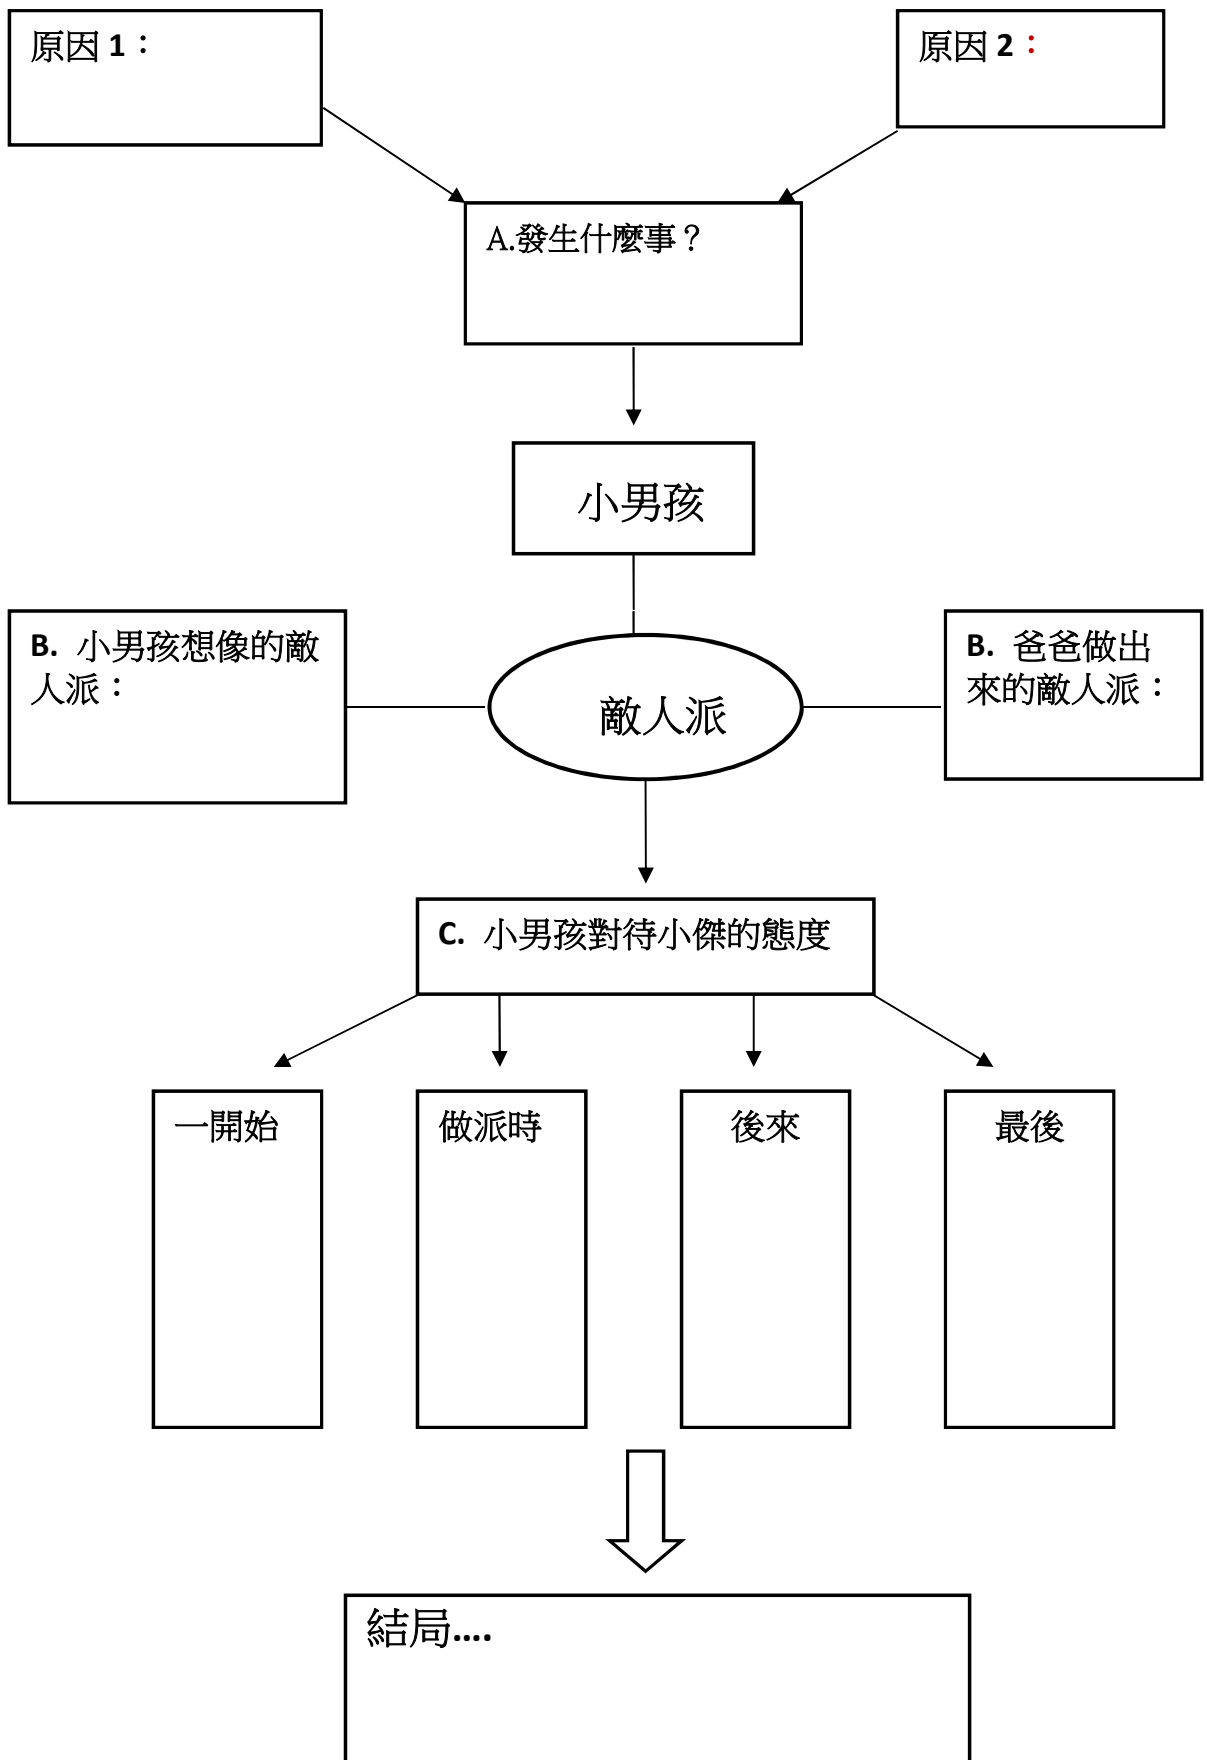 原因 1：
原因 2：
A.發生什麼事？
小男孩
B. 小男孩想像的敵
人派：
敵人派
B. 爸爸做出
來的敵人派：
C. 小男孩對待小傑的態度
一開始
做派時
後來
最後
結局....